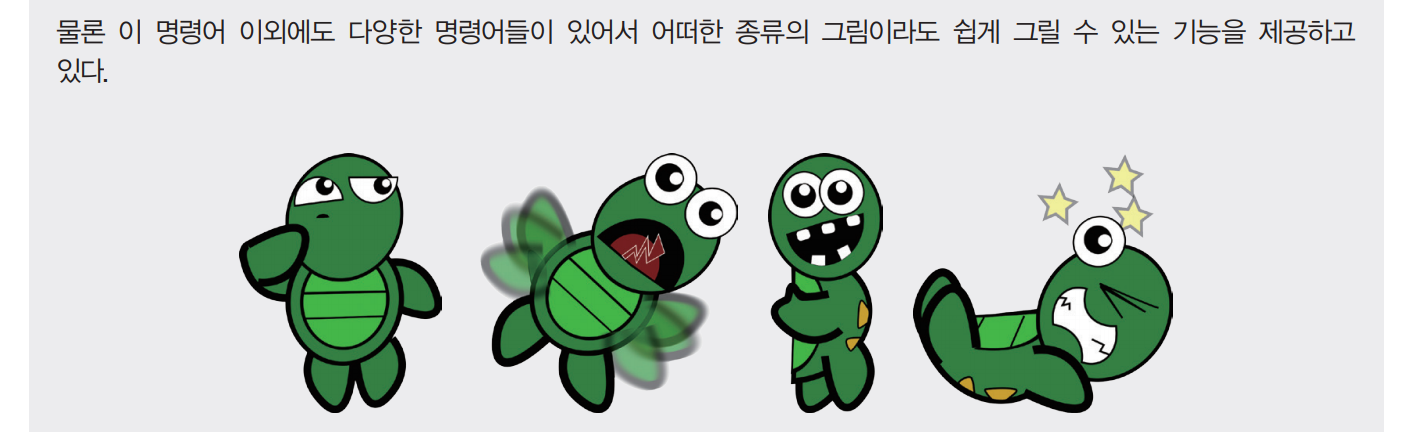 물론 이 명령어 이외에도 다양한 명령어들이 있어서 어떠한 종류의 그림이라도 쉽게 그릴 수 있는 기능을 제공하고
있다.